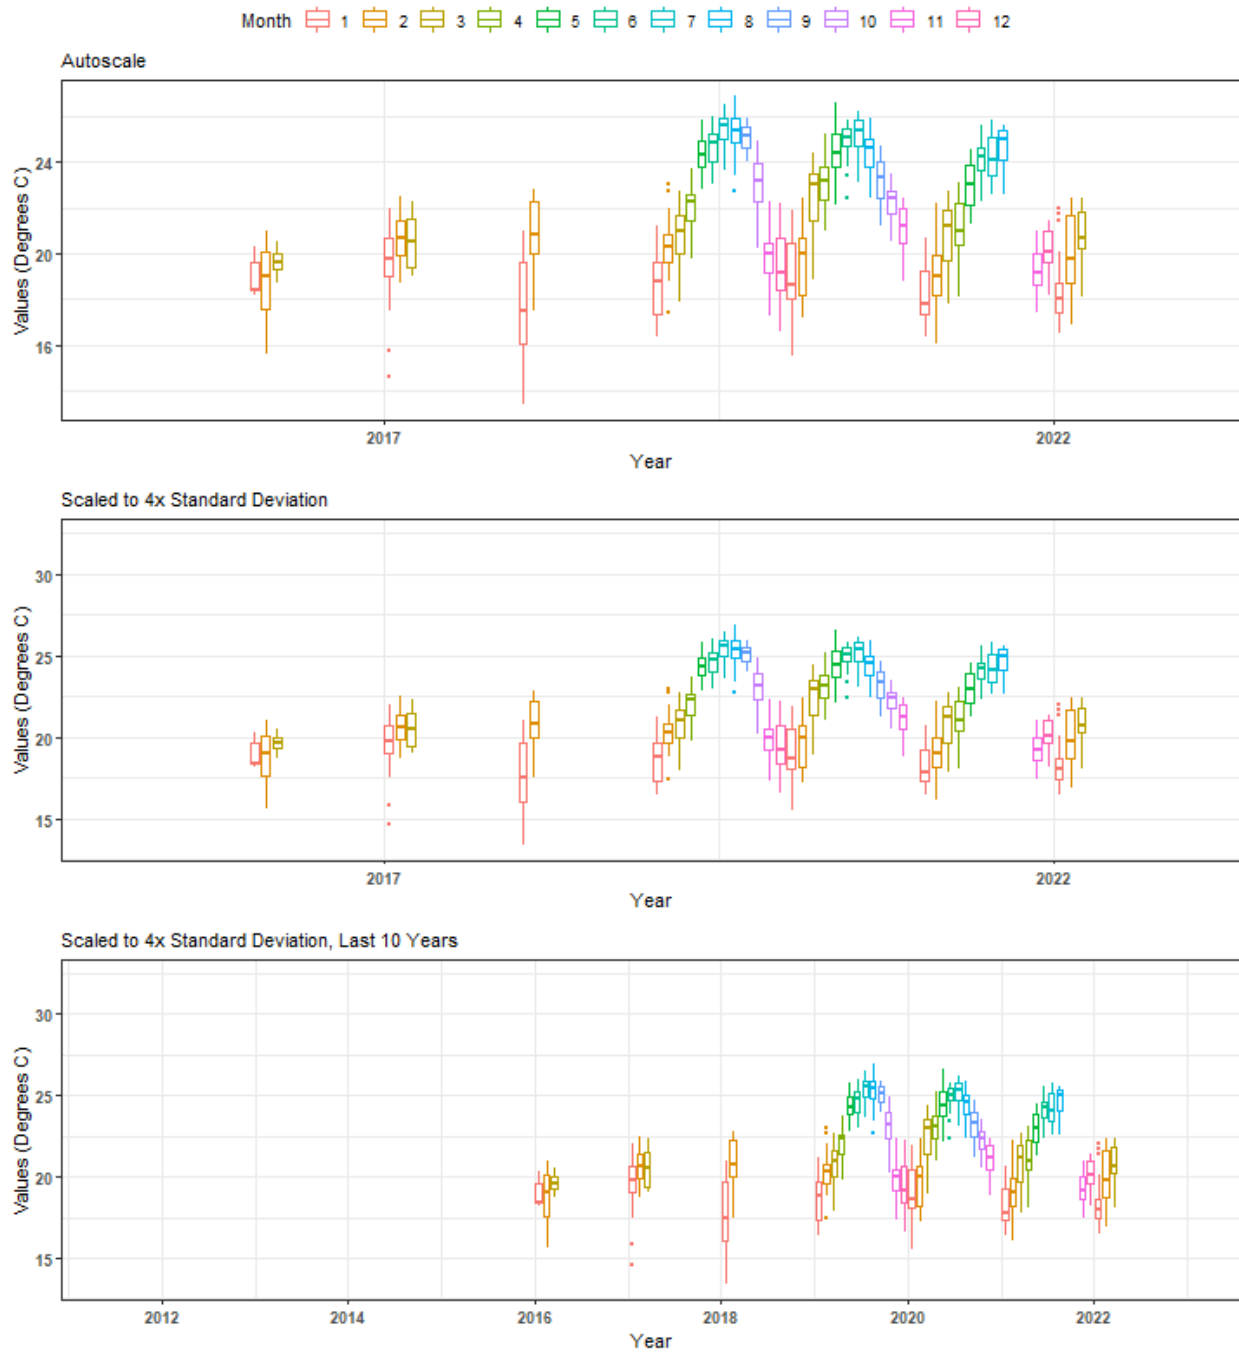 Month 1 2 3 4 5 6 7 8 9 10 11 12
Autoscale
Values (Degrees C)
24
20
16
2017 2022
Year
Scaled to 4x Standard Deviation
Values (Degrees C)
30
25
20
15
2017 2022
Year
Scaled to 4x Standard Deviation, Last 10 Years
Values (Degrees C)
30
25
20
15
2012 2014 2016 2018 2020 2022
Year